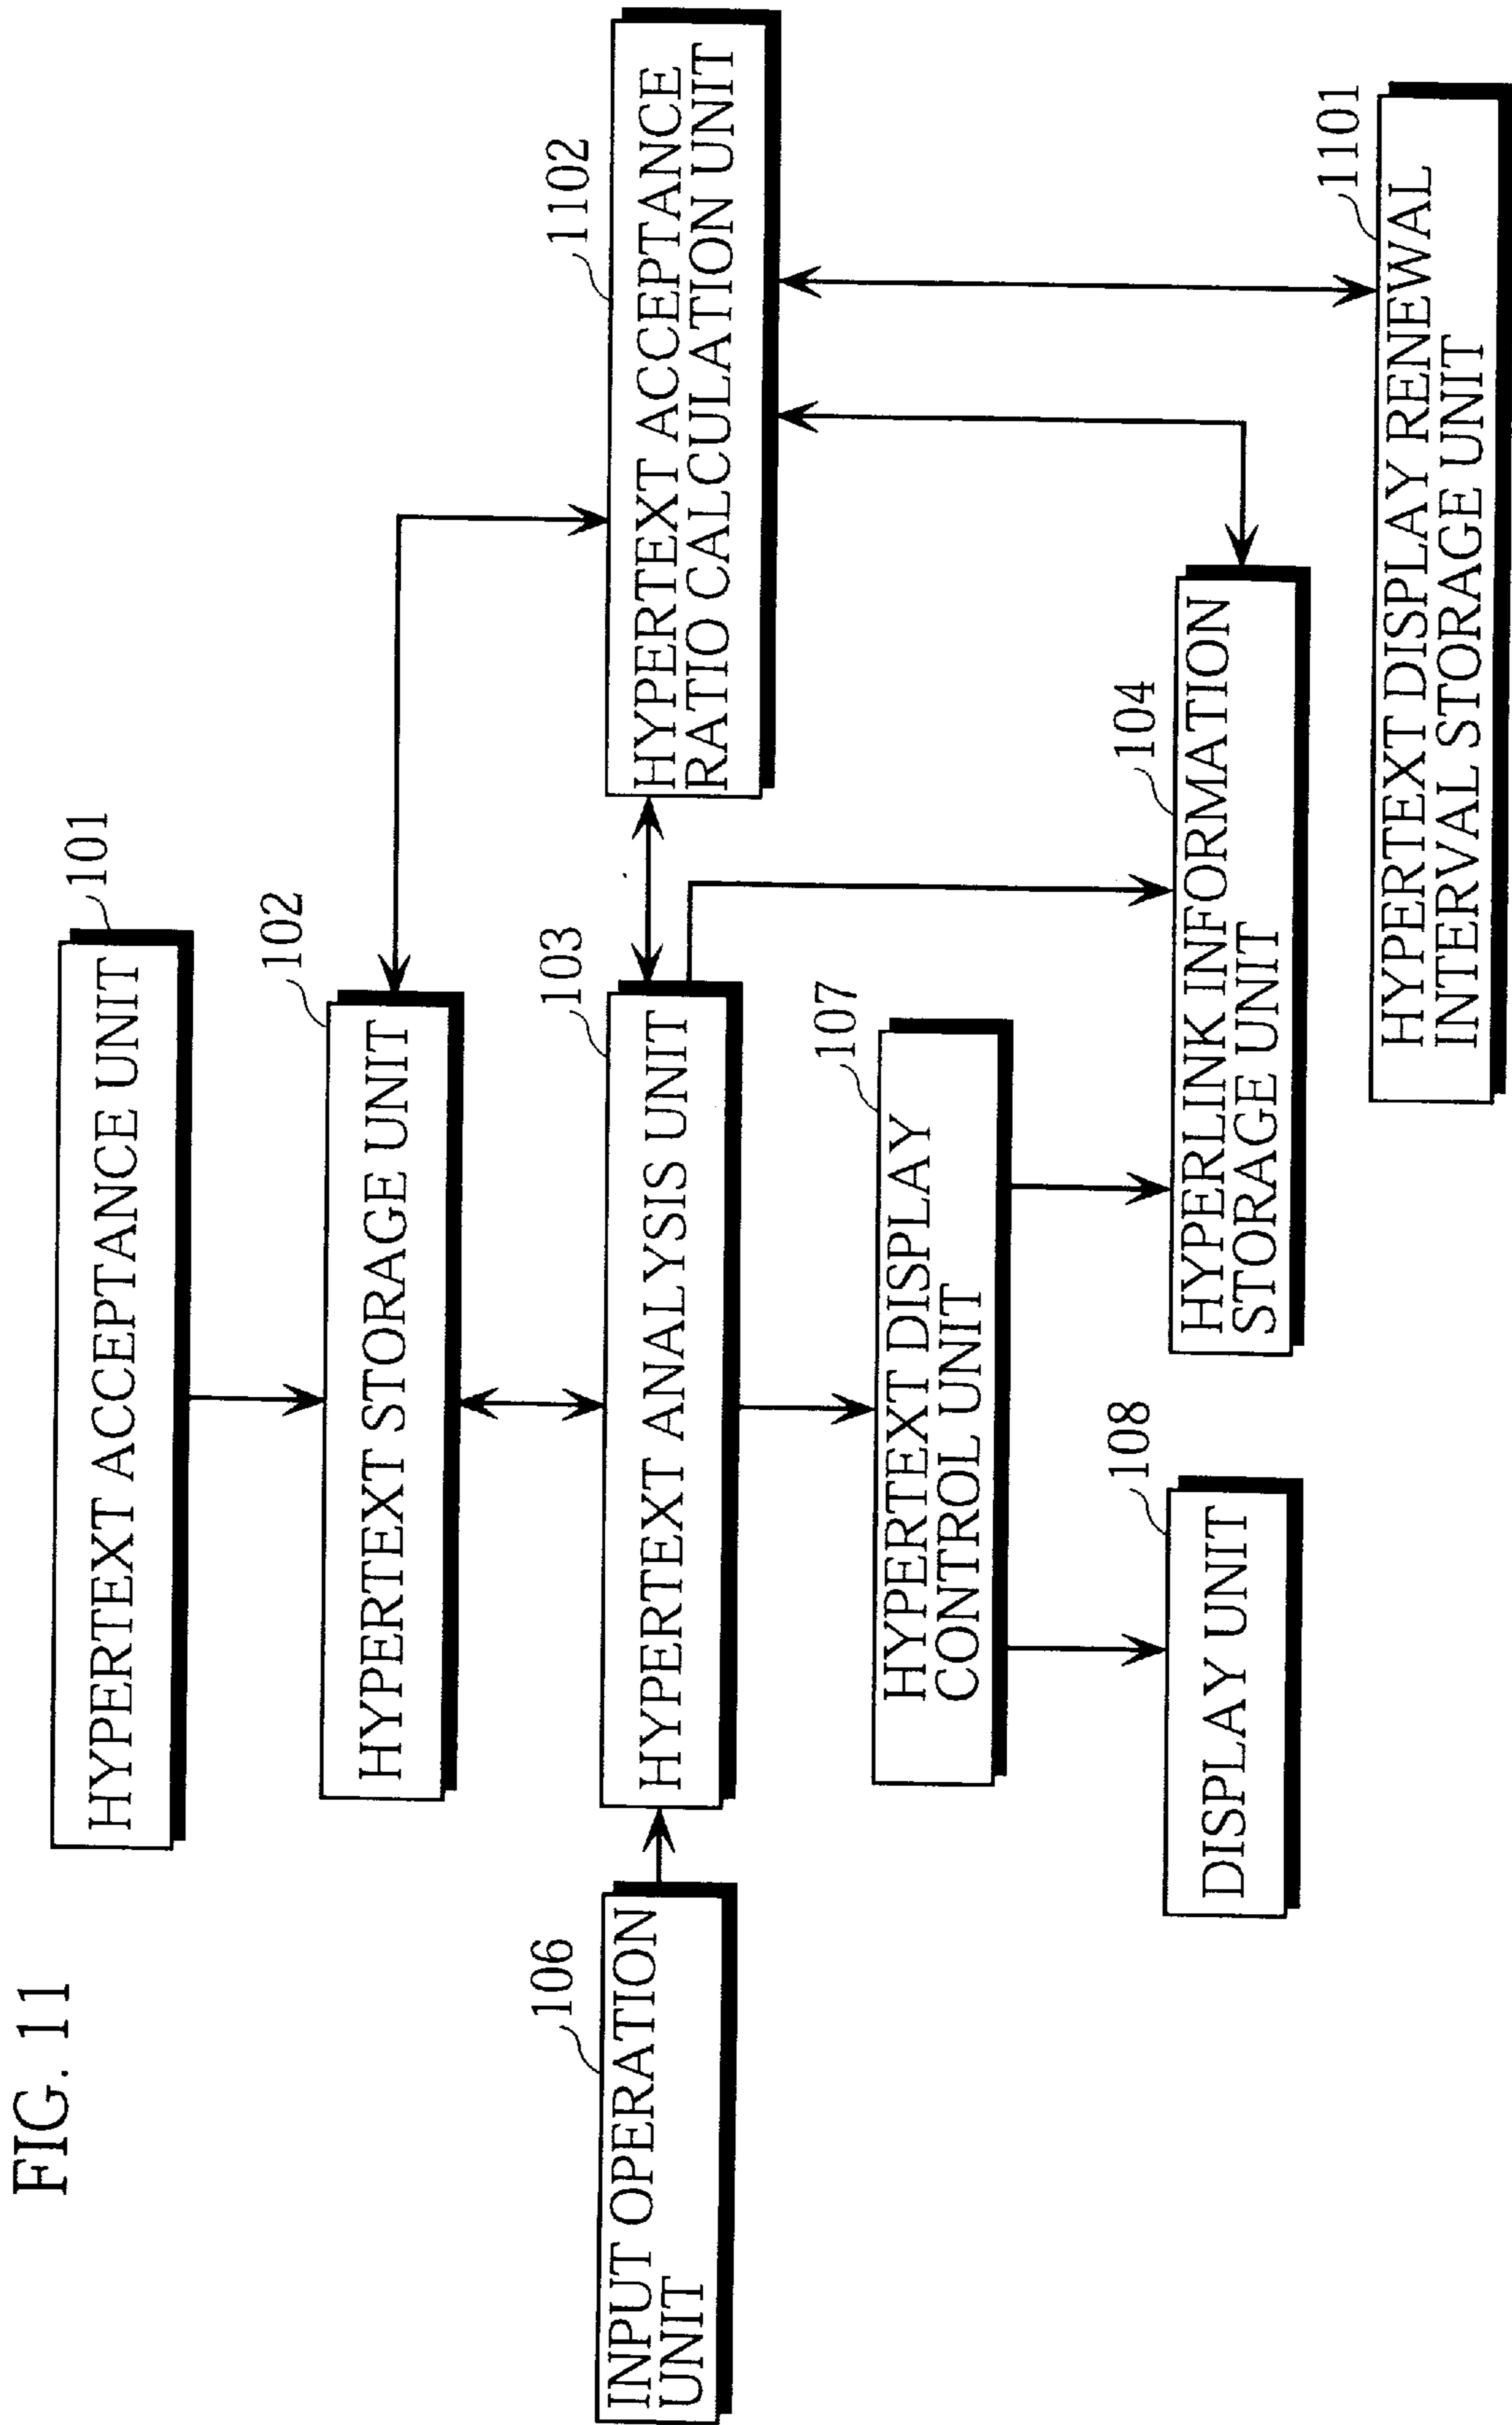 FIG. 11
HYPERTEXT ACCEPTANCE UNIT
101
HYPERTEXT STORAGE UNIT
102
106
INPUT OPERATION
UNIT
HYPERTEXT ANALYSIS UNIT
103
HYPERTEXT ACCEPTANCE
RATIO CALCULATION UNIT
1102
HYPERTEXT DISPLAY
CONTROL UNIT
107
DISPLAY UNIT
108
HYPERLINK INFORMATION
STORAGE UNIT
104
HYPERTEXT DISPLAY RENEWAL
INTERVAL STORAGE UNIT
1101